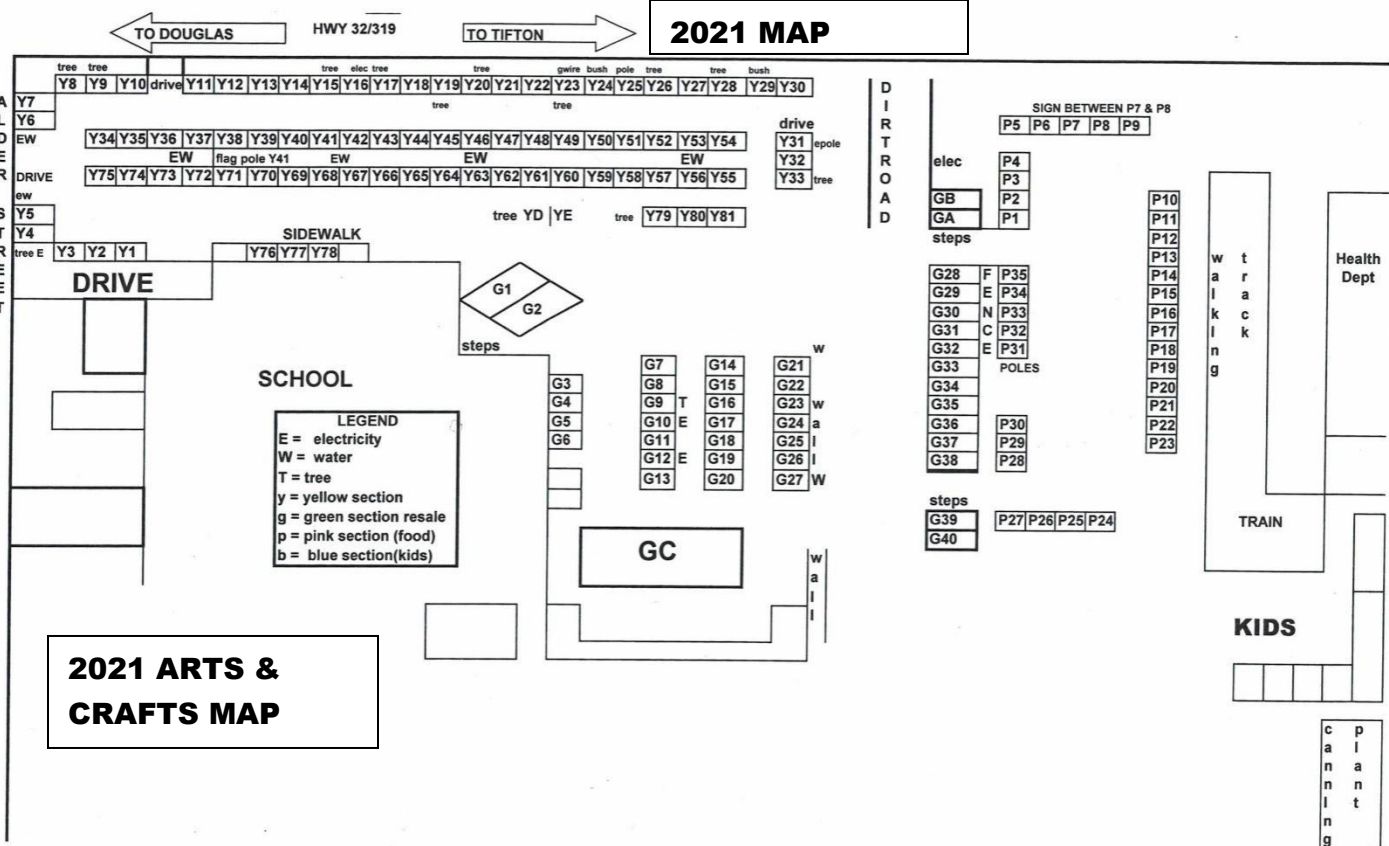 TO DOUGLAS
HWY 32/319
TO TIFTON
2021 MAP
tree tree
tree elec tree
tree
gwire bush pole tree
tree
bush
Y8 Y9 Y10 drive Y11 Y12 Y13 Y14 Y15 Y16 Y17 Y18 Y19 Y20 Y21 Y22 Y23 Y24 Y25 Y26 Y27 Y28 Y29 Y30
tree
tree
Y7
Y6
EW
DRIVE
ew
Y5
Y4
tree E
Y3 Y2 Y1
A
L
D
E
R
S
T
R
E
E
T
Y34 Y35 Y36 Y37 Y38 Y39 Y40 Y41 Y42 Y43 Y44 Y45 Y46 Y47 Y48 Y49 Y50 Y51 Y52 Y53 Y54
EW
flag pole Y41
EW
EW
EW
Y75 Y74 Y73 Y72 Y71 Y70 Y69 Y68 Y67 Y66 Y65 Y64 Y63 Y62 Y61 Y60 Y59 Y58 Y57 Y56 Y55
drive
Y31 epole
Y32
Y33 tree
tree YD YE
tree Y79 Y80 Y81
SIDEWALK
Y76 Y77 Y78
DRIVE
D
I
R
T
R
O
A
D
SIGN BETWEEN P7 & P8
P5 P6 P7 P8 P9
elec
P4
P3
GB P2
GA P1
steps
G28 F P35
G29 E P34
G30 N P33
G31 C P32
G32 E P31
G33 POLES
G34
G35
G36 P30
G37 P29
G38 P28
steps
G39 P27 P26 P25 P24
G40
P10
P11
P12
P13
P14
P15
P16
P17
P18
P19
P20
P21
P22
P23
w
a
l
k
i
n
g
t
r
a
c
k
Health
Dept
TRAIN
KIDS
c
a
n
n
i
n
g
p
l
a
n
t
G1
G2
steps
SCHOOL
LEGEND
E = electricity
W = water
T = tree
y = yellow section
g = green section resale
p = pink section (food)
b = blue section(kids)
G3
G4
G5
G6
G7
G8
G9 T
G10 E
G11
G12 E
G13
G14
G15
G16
G17
G18
G19
G20
w
G21
G22
G23 w
G24 a
G25 l
G26 l
G27 W
GC
w
a
l
l
2021 ARTS &
CRAFTS MAP